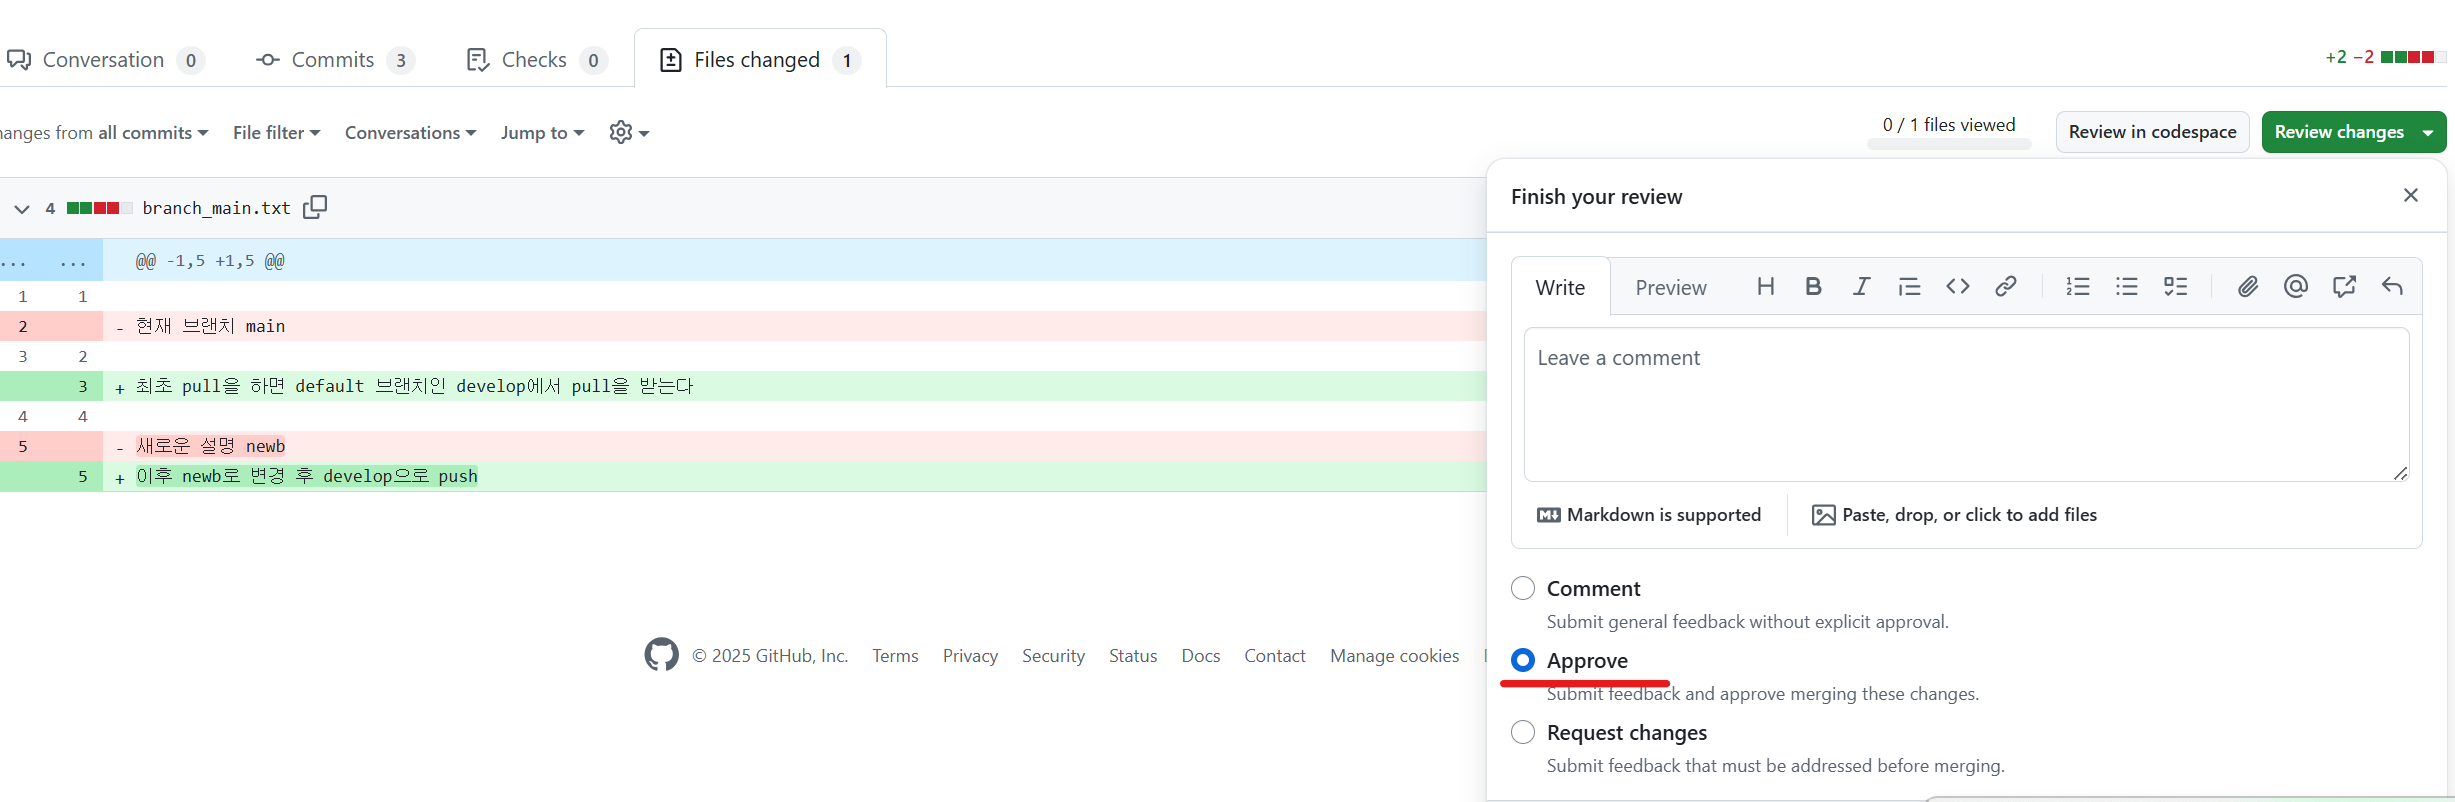 Conversation 0 Commits 3 Checks 0 Files changed 1 +2 −2
anges from all commits File filter Conversations Jump to 0 / 1 files viewed Review in codespace Review changes
4 branch_main.txt
... ... @@ -1,5 +1,5 @@
1 1
2 - 현재 브랜치 main
3 2
3 + 최초 pull을 하면 default 브랜치인 develop에서 pull을 받는다
4 4
5 - 새로운 설명 newb
5 + 이후 newb로 변경 후 develop으로 push
© 2025 GitHub, Inc. Terms Privacy Security Status Docs Contact Manage cookies
Finish your review
Write Preview
Leave a comment
Markdown is supported Paste, drop, or click to add files
Comment
Submit general feedback without explicit approval.
Approve
Submit feedback and approve merging these changes.
Request changes
Submit feedback that must be addressed before merging.